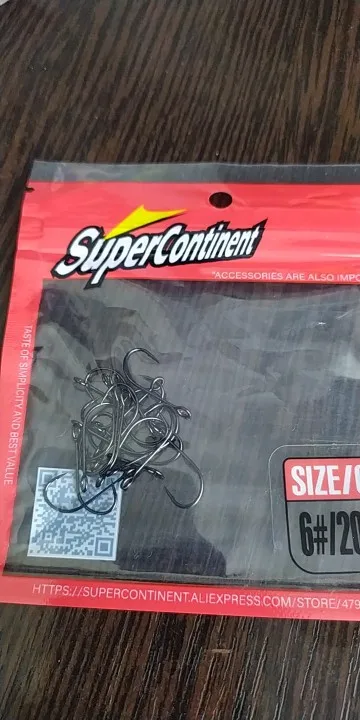 SuperContinent
"ACCESSORIES ARE ALSO IMPO
TASTE OF SIMPLICITY AND BEST VALUE
SIZE/
6#/20
HTTPS://SUPERCONTINENT.ALIEXPRESS.COM/STORE/479